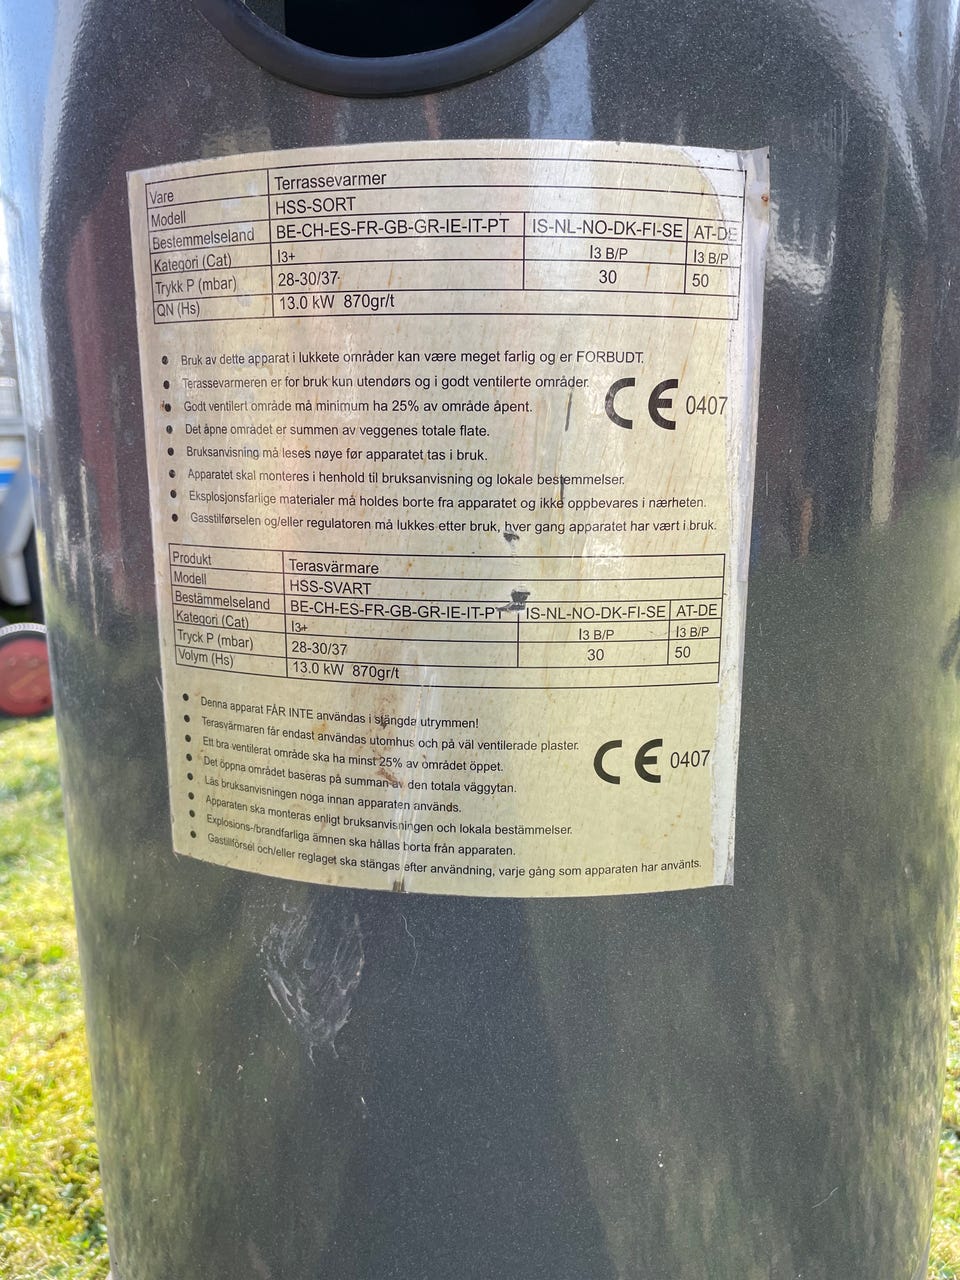 Vare Terrassevarmer
Modell HSS-SORT
Bestemmelseland BE-CH-ES-FR-GB-GR-IE-IT-PT IS-NL-NO-DK-FI-SE AT-DE
Kategori (Cat) I3+ I3 B/P I3 B/P
Trykk P (mbar) 28-30/37 30 50
QN (Hs) 13.0 kW 870gr/t
• Bruk av dette apparat i lukkete områder kan være meget farlig og er FORBUDT.
• Terassevarmeren er for bruk kun utendørs og i godt ventilerte områder.
• Godt ventilert område må minimum ha 25% av område åpent.
• Det åpne området er summen av veggenes totale flate.
• Bruksanvisning må leses nøye før apparatet tas i bruk.
• Apparatet skal monteres i henhold til bruksanvisning og lokale bestemmelser.
• Eksplosjonsfarlige materialer må holdes borte fra apparatet og ikke oppbevares i nærheten.
• Gasstilførselen og/eller regulatoren må lukkes etter bruk, hver gang apparatet har vært i bruk.
CE 0407
Produkt Terasvärmare
Modell HSS-SVART
Bestämmelseland BE-CH-ES-FR-GB-GR-IE-IT-PT IS-NL-NO-DK-FI-SE AT-DE
Kategori (Cat) I3+ I3 B/P I3 B/P
Tryck P (mbar) 28-30/37 30 50
Volym (Hs) 13.0 kW 870gr/t
• Denna apparat FÅR INTE användas i stängda utrymmen!
• Terasvärmaren får endast användas utomhus och på väl ventilerade plaster.
• Ett bra ventilerat område ska ha minst 25% av området öppet.
• Det öppna området baseras på summan av den totala väggytan.
• Läs bruksanvisningen noga innan apparaten används.
• Apparaten ska monteras enligt bruksanvisningen och lokala bestämmelser.
• Explosions-/brandfarliga ämnen ska hållas borta från apparaten.
• Gastillförsel och/eller reglaget ska stängas efter användning, varje gång som apparaten har använts.
CE 0407